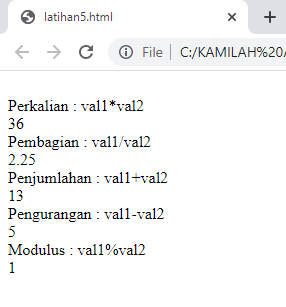 latihan5.html
File | C:/KAMILAH%20
Perkalian : val1*val2
36
Pembagian : val1/val2
2.25
Penjumlahan : val1+val2
13
Pengurangan : val1-val2
5
Modulus : val1%val2
1